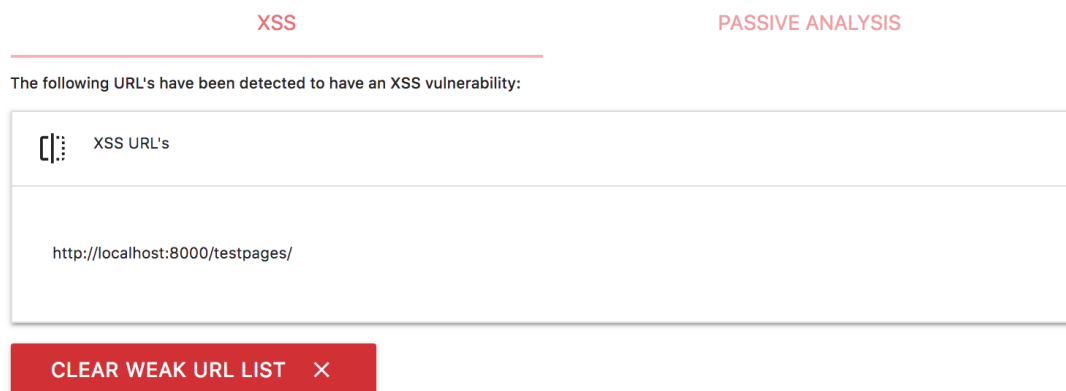 XSS
PASSIVE ANALYSIS
The following URL's have been detected to have an XSS vulnerability:
XSS URL's
http://localhost:8000/testpages/
CLEAR WEAK URL LIST ×